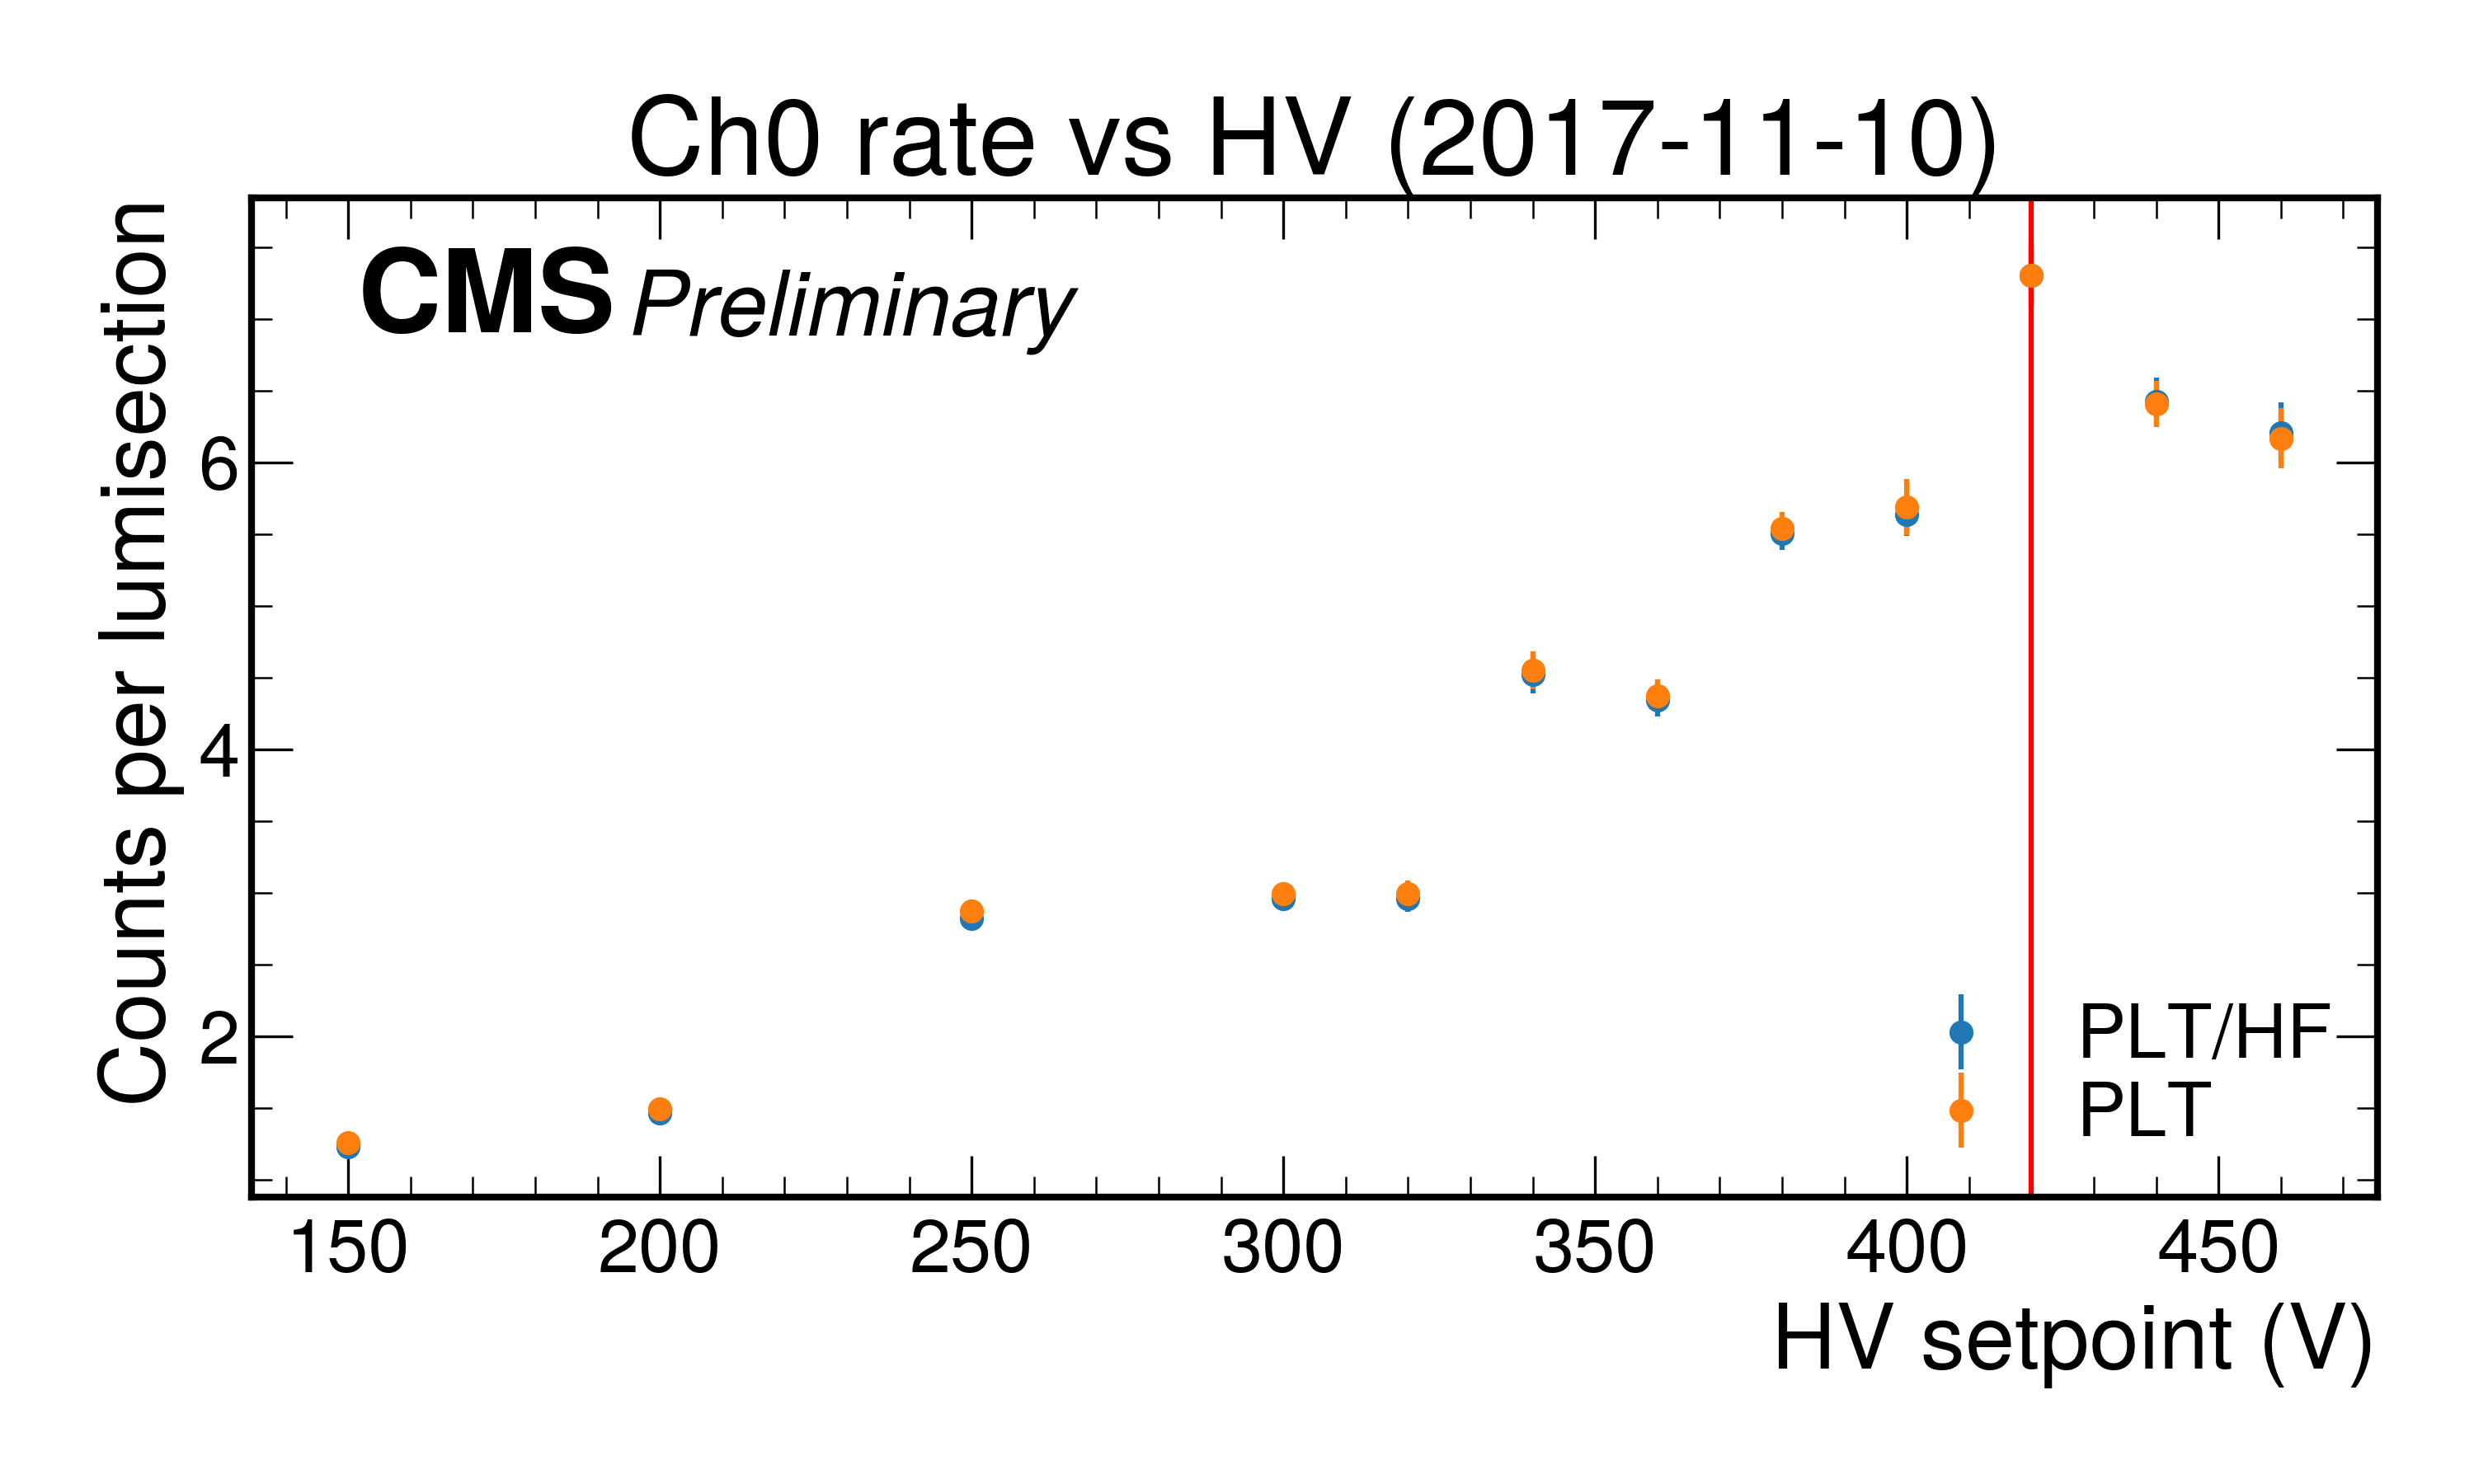 Ch0 rate vs HV (2017-11-10)
CMS Preliminary
Counts per lumisection
6
4
2
PLT/HF
PLT
150 200 250 300 350 400 450
HV setpoint (V)